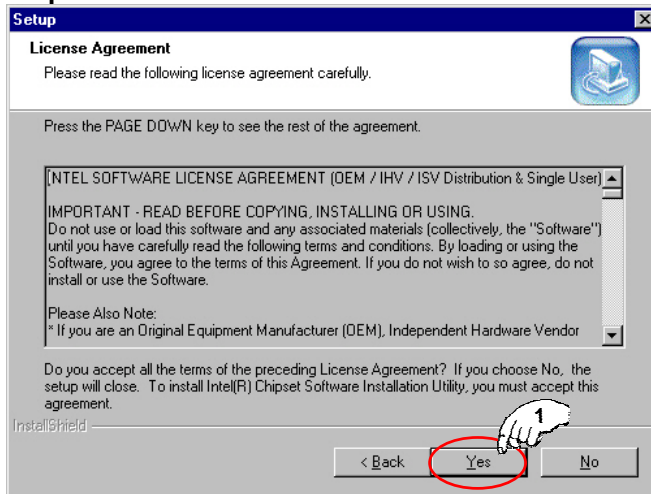 Setup
License Agreement
Please read the following license agreement carefully.
Press the PAGE DOWN key to see the rest of the agreement.
INTEL SOFTWARE LICENSE AGREEMENT (OEM / IHV / ISV Distribution & Single User)
IMPORTANT - READ BEFORE COPYING, INSTALLING OR USING.
Do not use or load this software and any associated materials (collectively, the "Software")
until you have carefully read the following terms and conditions. By loading or using the
Software, you agree to the terms of this Agreement. If you do not wish to so agree, do not
install or use the Software.
Please Also Note:
* If you are an Original Equipment Manufacturer (OEM), Independent Hardware Vendor
Do you accept all the terms of the preceding License Agreement? If you choose No, the
setup will close. To install Intel(R) Chipset Software Installation Utility, you must accept this
agreement.
InstallShield
1
< Back
Yes
No